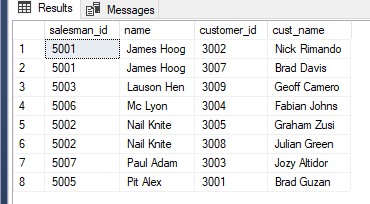 Results Messages
salesman_id name customer_id cust_name
1 5001 James Hoog 3002 Nick Rimando
2 5001 James Hoog 3007 Brad Davis
3 5003 Lauson Hen 3009 Geoff Camero
4 5006 Mc Lyon 3004 Fabian Johns
5 5002 Nail Knite 3005 Graham Zusi
6 5002 Nail Knite 3008 Julian Green
7 5007 Paul Adam 3003 Jozy Altidor
8 5005 Pit Alex 3001 Brad Guzan